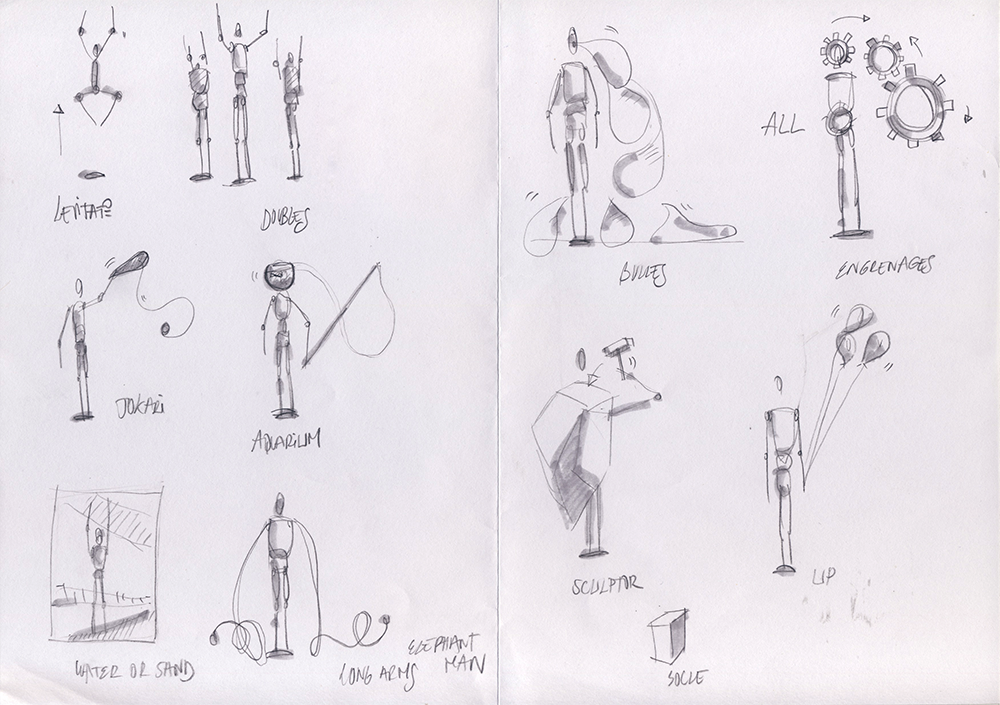 LEVITATE
DOUBLES
JOKARI
AQUARIUM
WATER OR SAND
LONG ARMS
ELEPHANT
MAN
BULLES
ALL
ENGRENAGES
SCULPTOR
UP
SOCLE